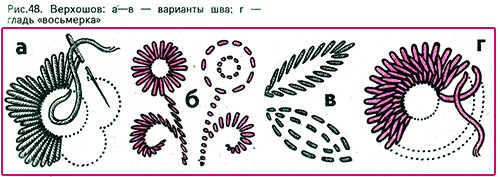 Рис.48. Верхошов: а—в — варианты шва; г —
гладь «восьмерка»
а
б
в
г